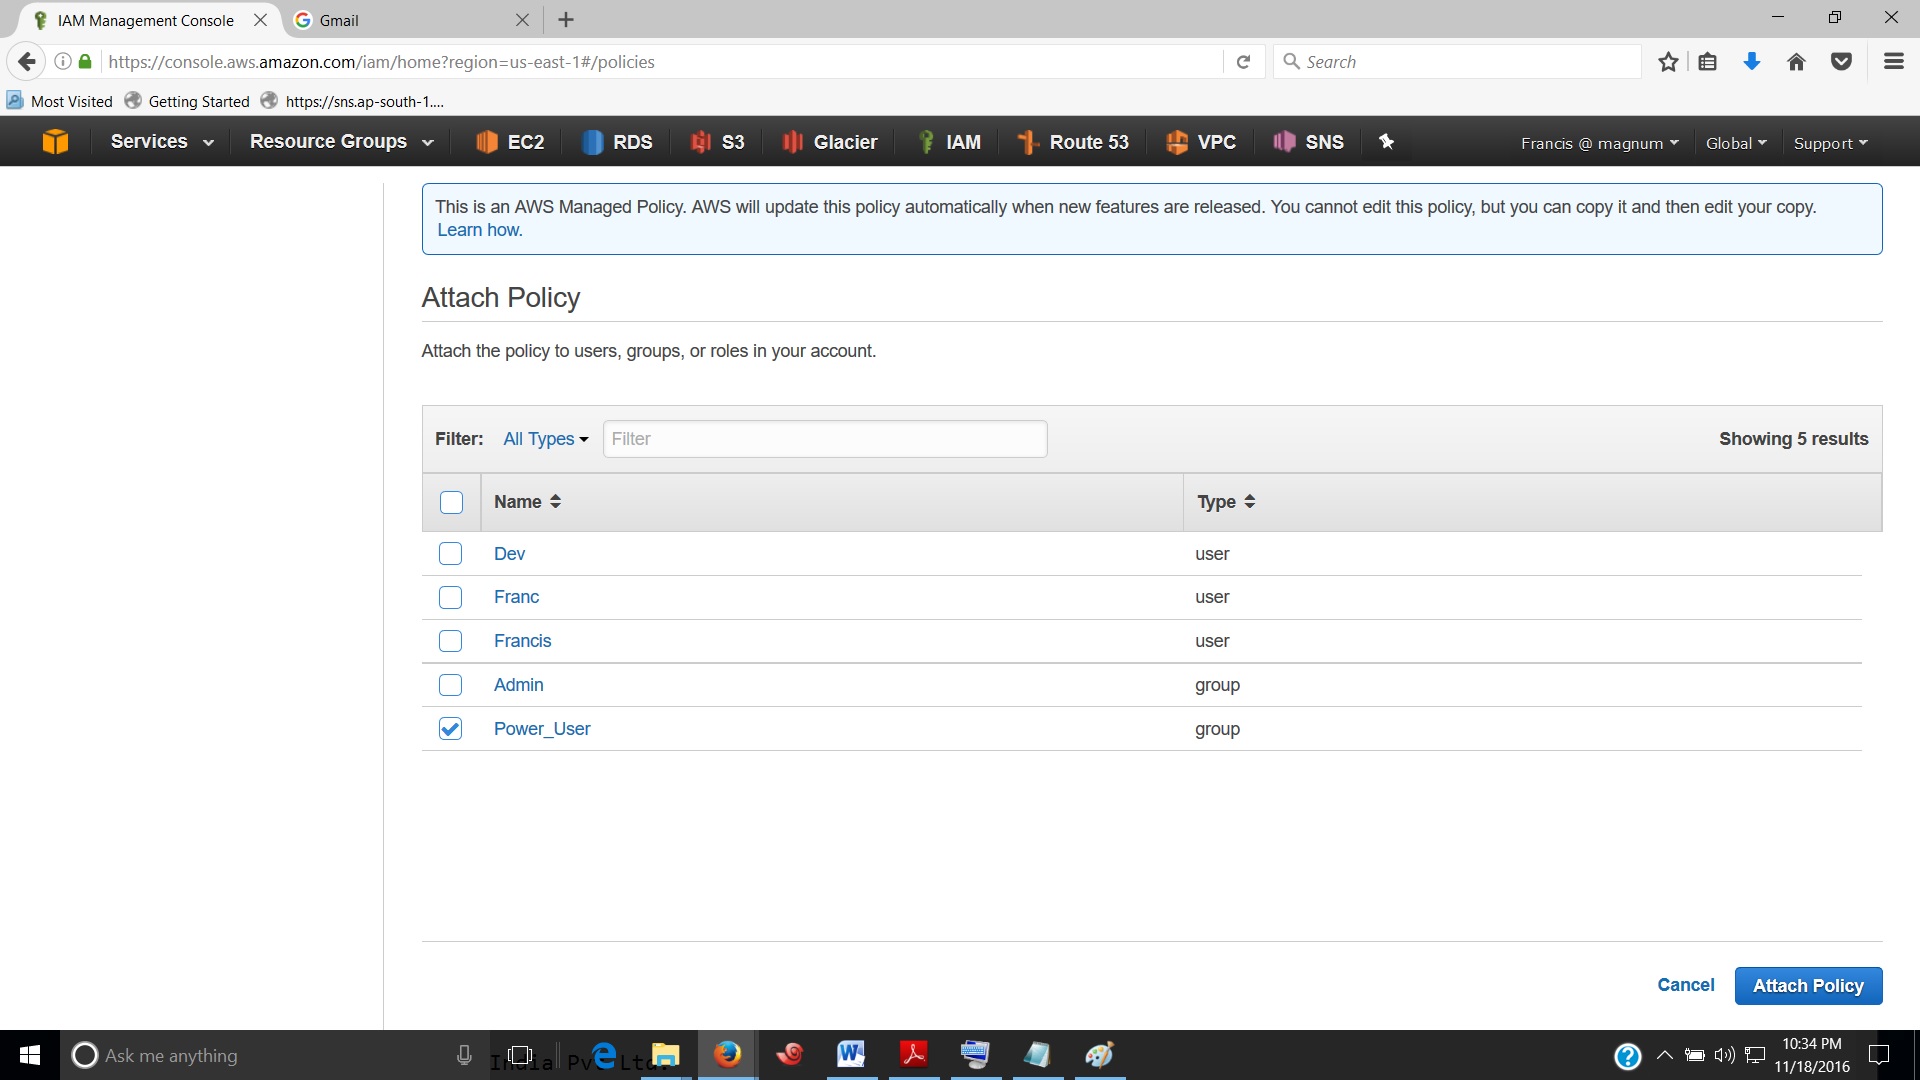 IAM Management Console
Gmail
https://console.aws.amazon.com/iam/home?region=us-east-1#/policies
Search
Most Visited
Getting Started
https://sns.ap-south-1....
Services
Resource Groups
EC2
RDS
S3
Glacier
IAM
Route 53
VPC
SNS
Francis @ magnum
Global
Support
This is an AWS Managed Policy. AWS will update this policy automatically when new features are released. You cannot edit this policy, but you can copy it and then edit your copy.
Learn how.
Attach Policy
Attach the policy to users, groups, or roles in your account.
Filter: All Types Filter
Showing 5 results
Name Type
Dev user
Franc user
Francis user
Admin group
Power_User group
Cancel Attach Policy
Ask me anything
India Pvt Ltd.
10:34 PM
11/18/2016